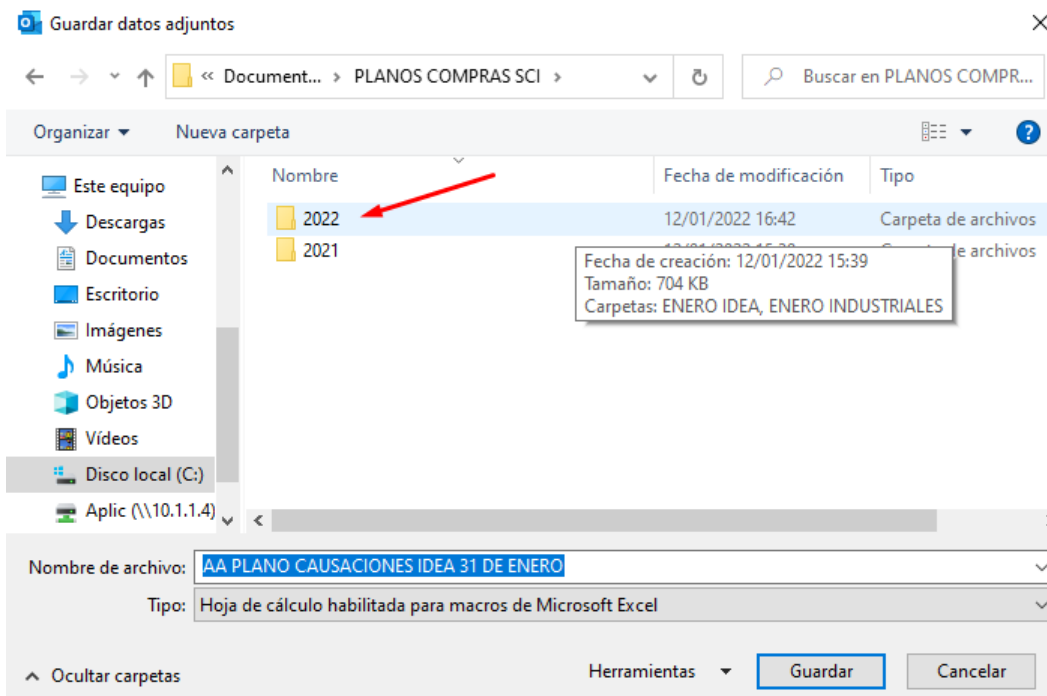 Guardar datos adjuntos
« Document... › PLANOS COMPRAS SCI ›
Buscar en PLANOS COMPR...
Organizar
Nueva carpeta
?
Nombre
Fecha de modificación
Tipo
Este equipo
Descargas
Documentos
Escritorio
Imágenes
Música
Objetos 3D
Vídeos
Disco local (C:)
Aplic (\\10.1.1.4)
2022
12/01/2022 16:42
Carpeta de archivos
2021
de archivos
Fecha de creación: 12/01/2022 15:39
Tamaño: 704 KB
Carpetas: ENERO IDEA, ENERO INDUSTRIALES
Nombre de archivo: AA PLANO CAUSACIONES IDEA 31 DE ENERO
Tipo: Hoja de cálculo habilitada para macros de Microsoft Excel
Ocultar carpetas
Herramientas
Guardar
Cancelar